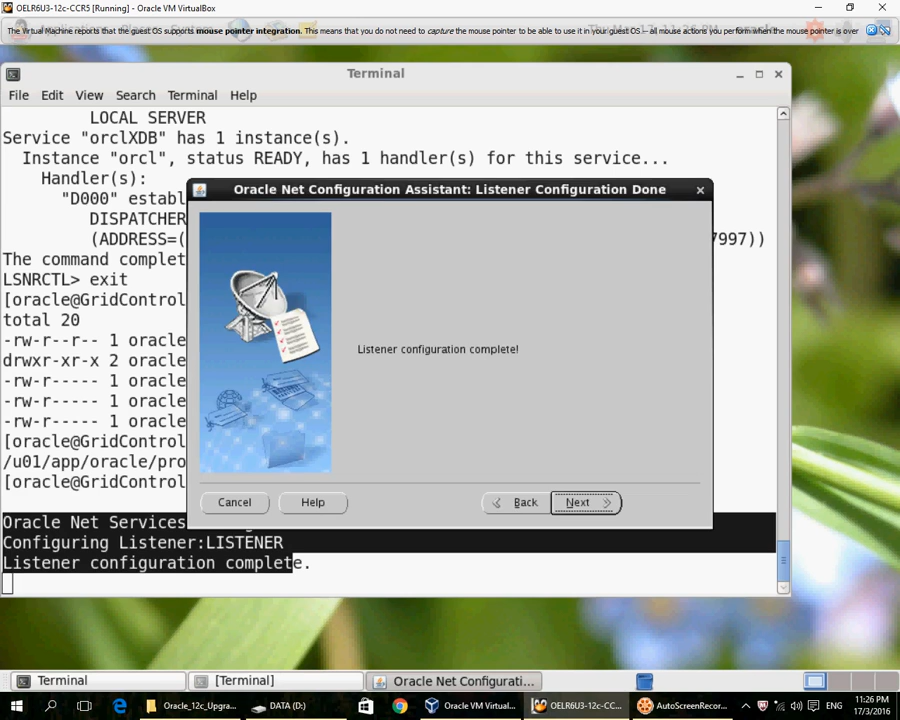 OELR6U3-12c-CCR5 [Running] - Oracle VM VirtualBox
The Virtual Machine reports that the guest OS supports mouse pointer integration. This means that you do not need to capture the mouse pointer to be able to use it in your guest OS -- all mouse actions you perform when the mouse pointer is over
Terminal
File Edit View Search Terminal Help
LOCAL SERVER
Service "orclXDB" has 1 instance(s).
Instance "orcl", status READY, has 1 handler(s) for this service...
Handler(s):
"D000" establ
DISPATCHER
(ADDRESS=( 7997))
The command complet
LSNRCTL> exit
[oracle@GridControl
total 20
-rw-r--r-- 1 oracle
drwxr-xr-x 2 oracle
-rw-r----- 1 oracle
-rw-r----- 1 oracle
-rw-r----- 1 oracle
[oracle@GridControl
/u01/app/oracle/pro
[oracle@GridControl
Oracle Net Services
Configuring Listener:LISTENER
Listener configuration complete.
Oracle Net Configuration Assistant: Listener Configuration Done
Listener configuration complete!
Cancel Help Back Next
Terminal [Terminal] Oracle Net Configurati...
Oracle_12c_Upgra... DATA (D:) Oracle VM Virtual... OELR6U3-12c-CC... AutoScreenRecor... ENG 11:26 PM
17/3/2016